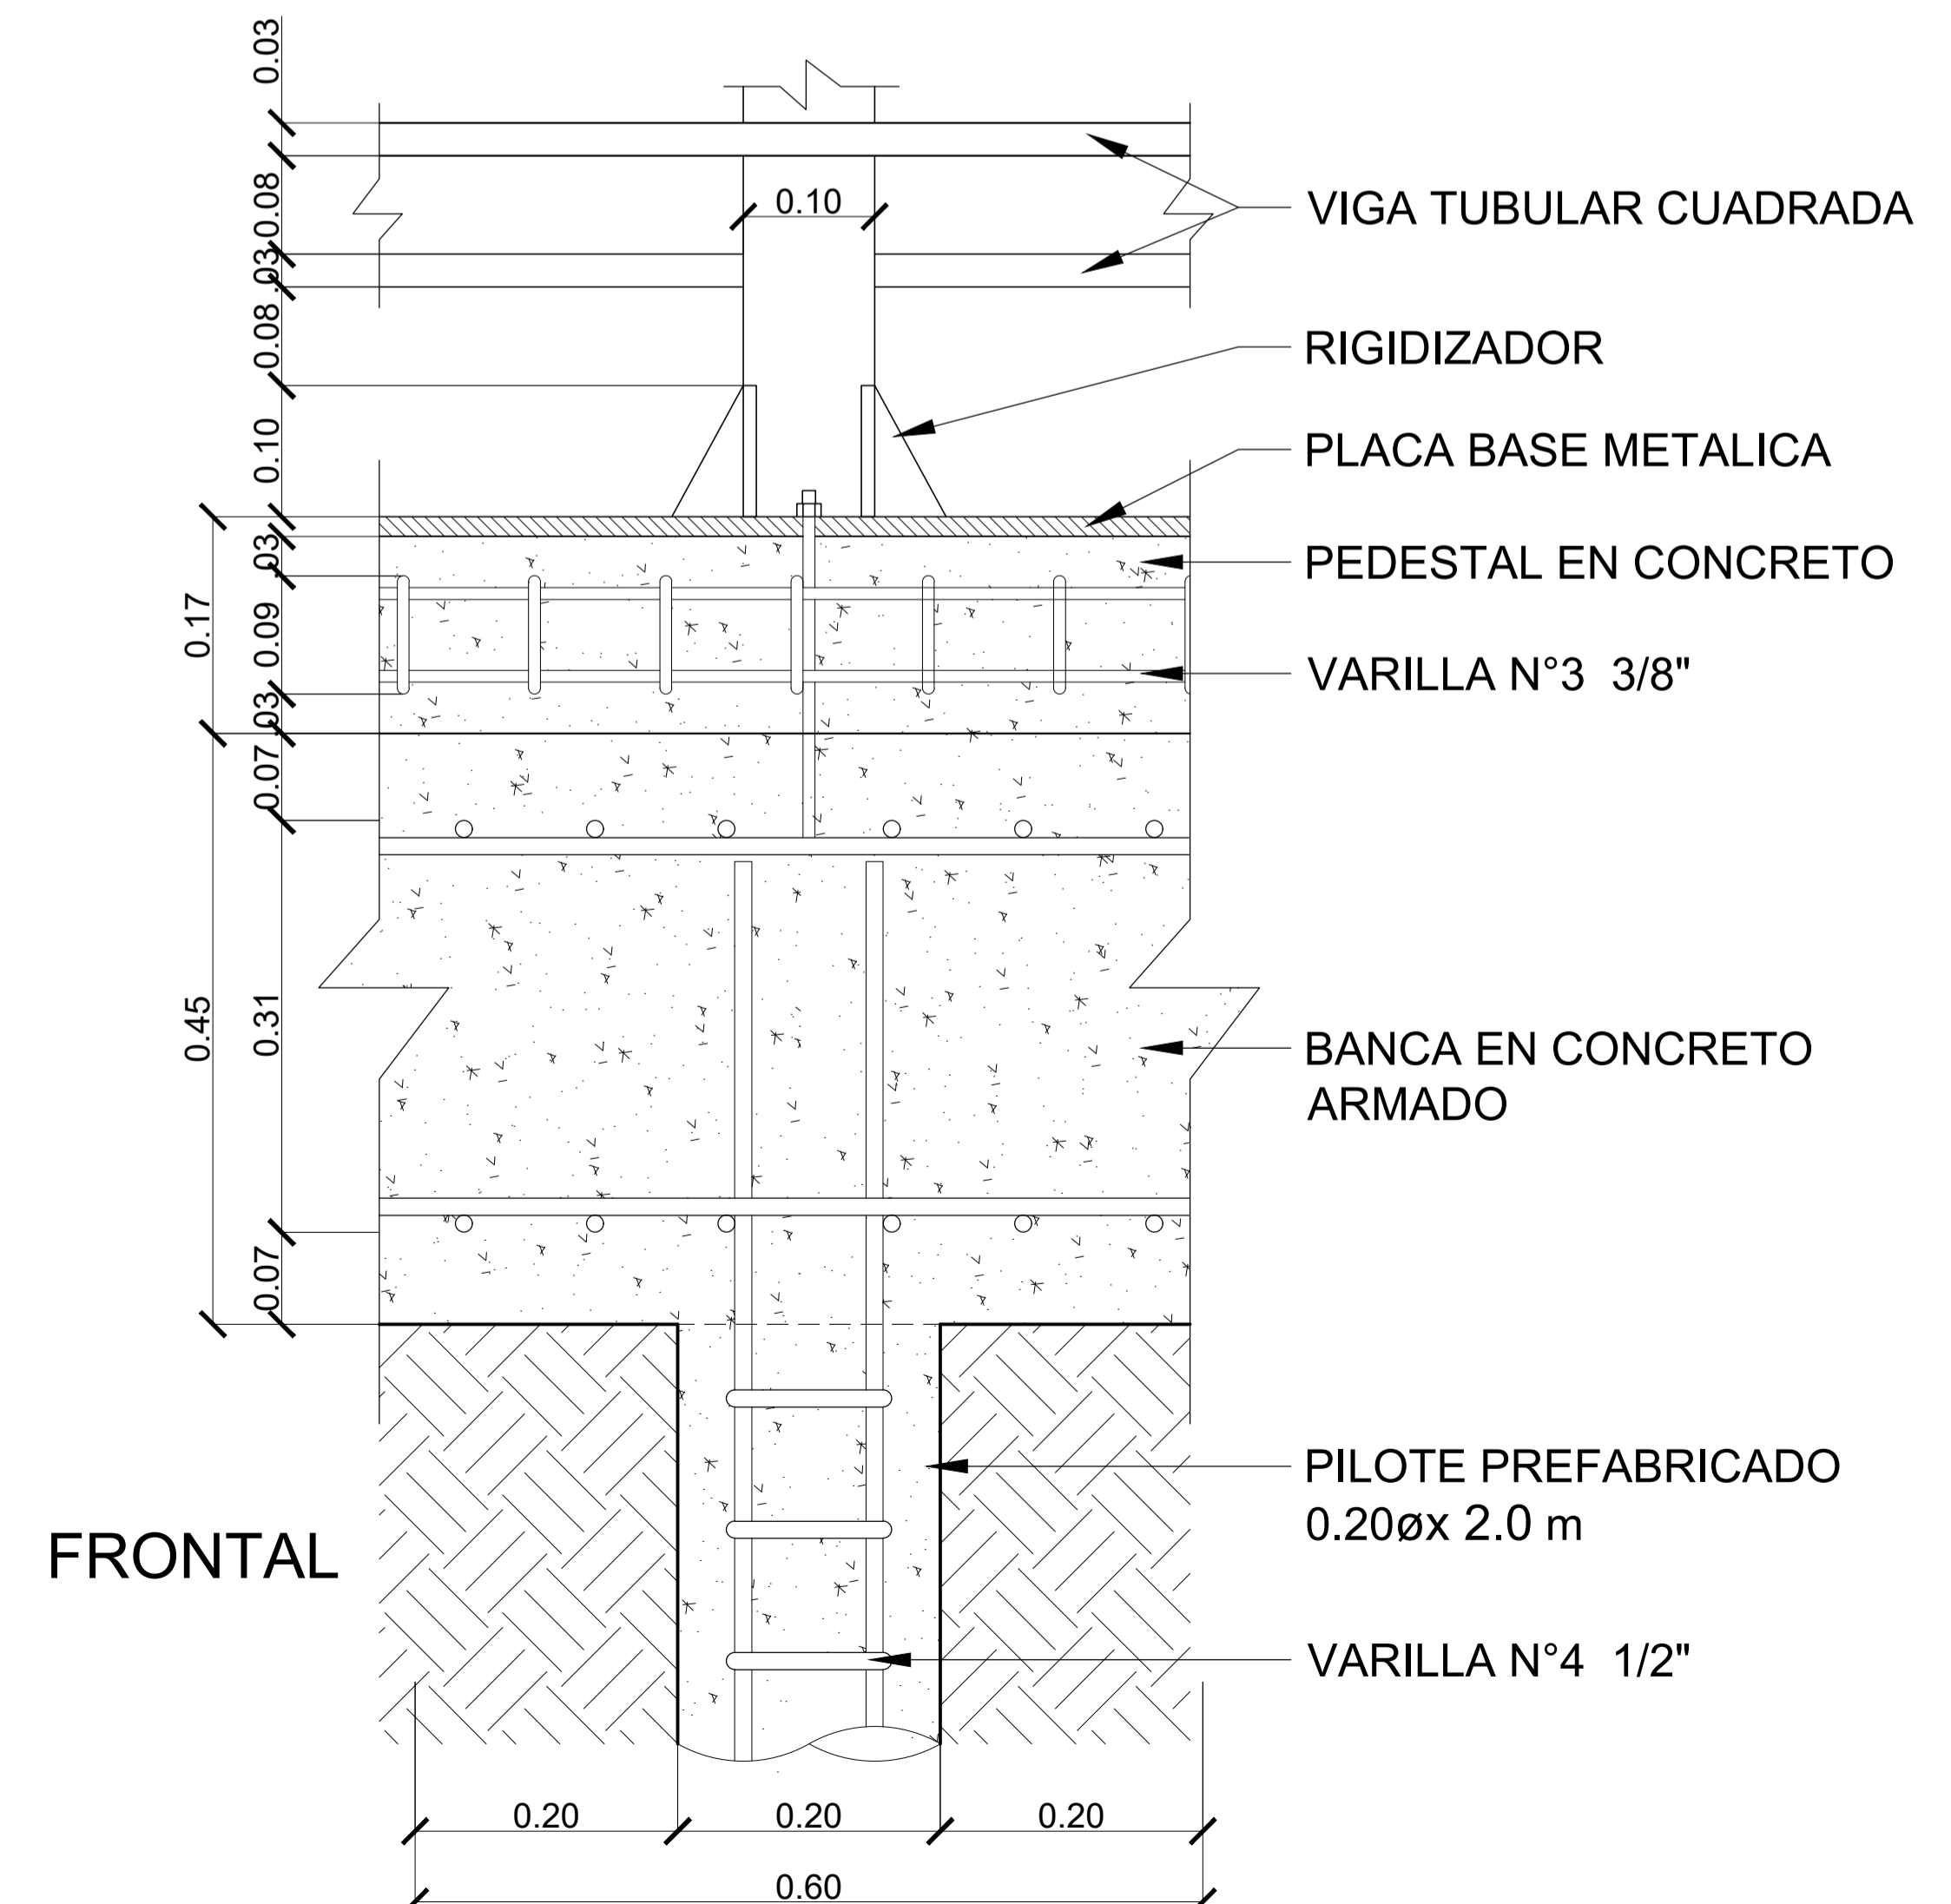 0.03
0.08
.03
0.08
0.10
.03
0.09
.03
0.07
0.31
0.07
0.17
0.45
0.10
VIGA TUBULAR CUADRADA
RIGIDIZADOR
PLACA BASE METALICA
PEDESTAL EN CONCRETO
VARILLA N°3 3/8"
BANCA EN CONCRETO
ARMADO
PILOTE PREFABRICADO
0.20øx 2.0 m
VARILLA N°4 1/2"
FRONTAL
0.20
0.20
0.20
0.60